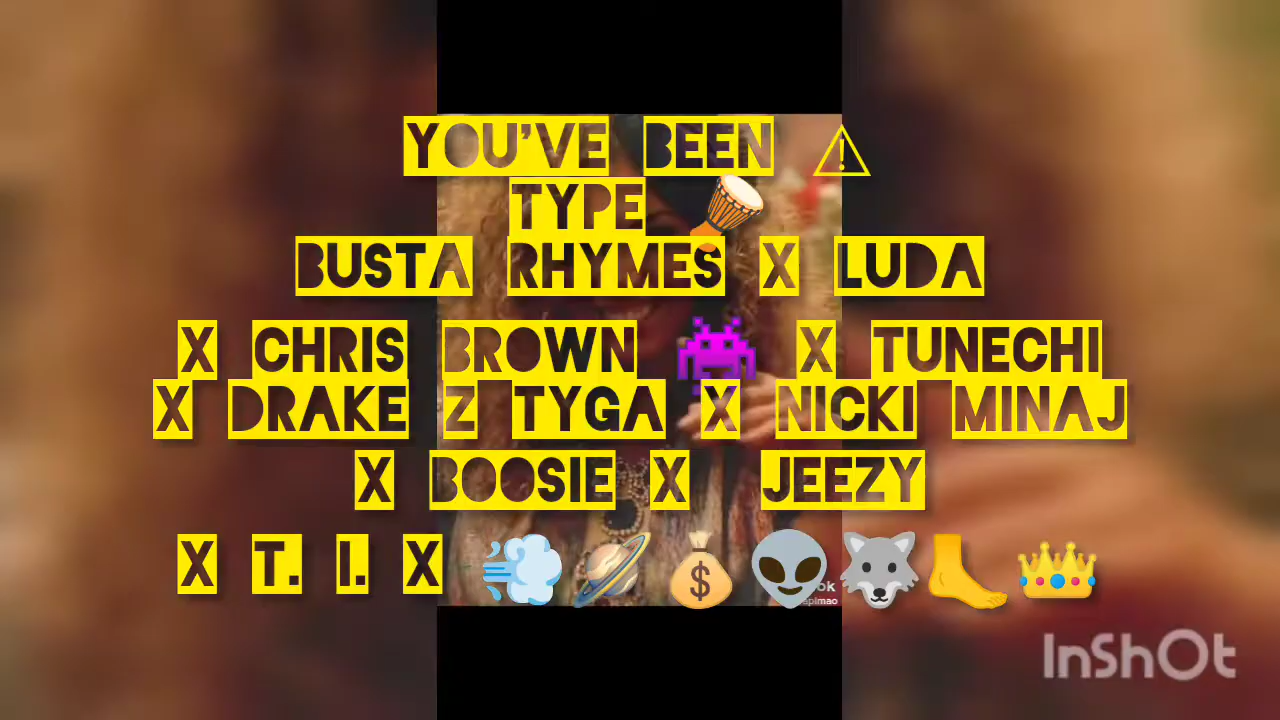 YOU'VE BEEN ⚠
TYPE 🪘
BUSTA RHYMES X LUDA
X CHRIS BROWN 👾 X TUNECHI
X DRAKE Z TYGA X NICKI MINAJ
X BOOSIE X JEEZY
X T. I. X 💨🪐💰👽🐺🦶👑
InShOt